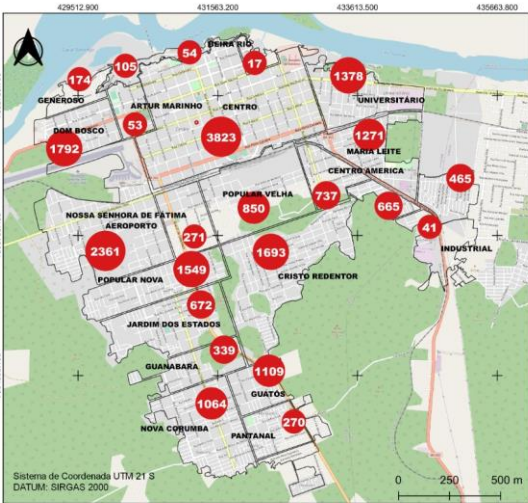 429512.900 431563.200 433613.500 435663.800
54
BEIRA RIO
105
17
174
1378
GENEROSO
ARTUR MARINHO
CENTRO
UNIVERSITÁRIO
53
DOM BOSCO
3823
1271
1792
MARIA LEITE
CENTRO AMERICA
465
POPULAR VELHA
737
850
665
NOSSA SENHORA DE FÁTIMA
AEROPORTO
41
271
INDUSTRIAL
2361
1693
1549
CRISTO REDENTOR
POPULAR NOVA
672
JARDIM DOS ESTADOS
339
GUANABARA
1109
GUATÓS
1064
270
NOVA CORUMBA
PANTANAL
Sistema de Coordenada UTM 21 S
DATUM: SIRGAS 2000
0 250 500 m